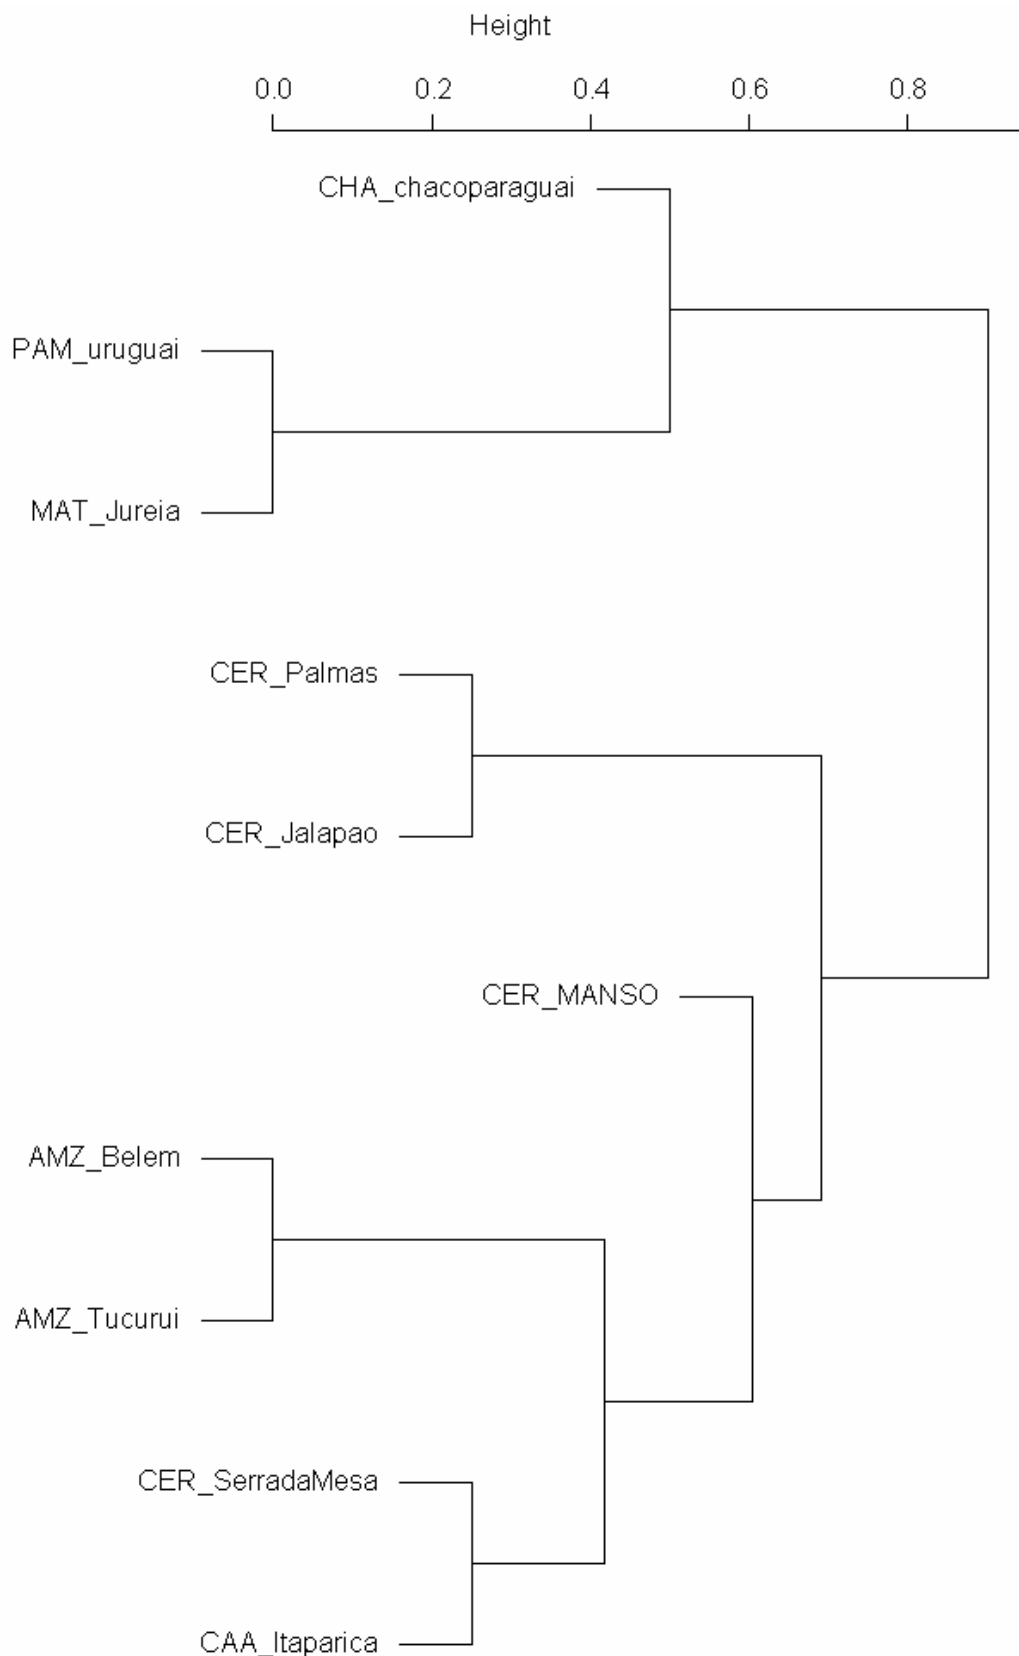 Height
0.0 0.2 0.4 0.6 0.8
CHA_chacoparaguai
PAM_uruguai
MAT_Jureia
CER_Palmas
CER_Jalapao
CER_MANSO
AMZ_Belem
AMZ_Tucurui
CER_SerradaMesa
CAA_Itaparica